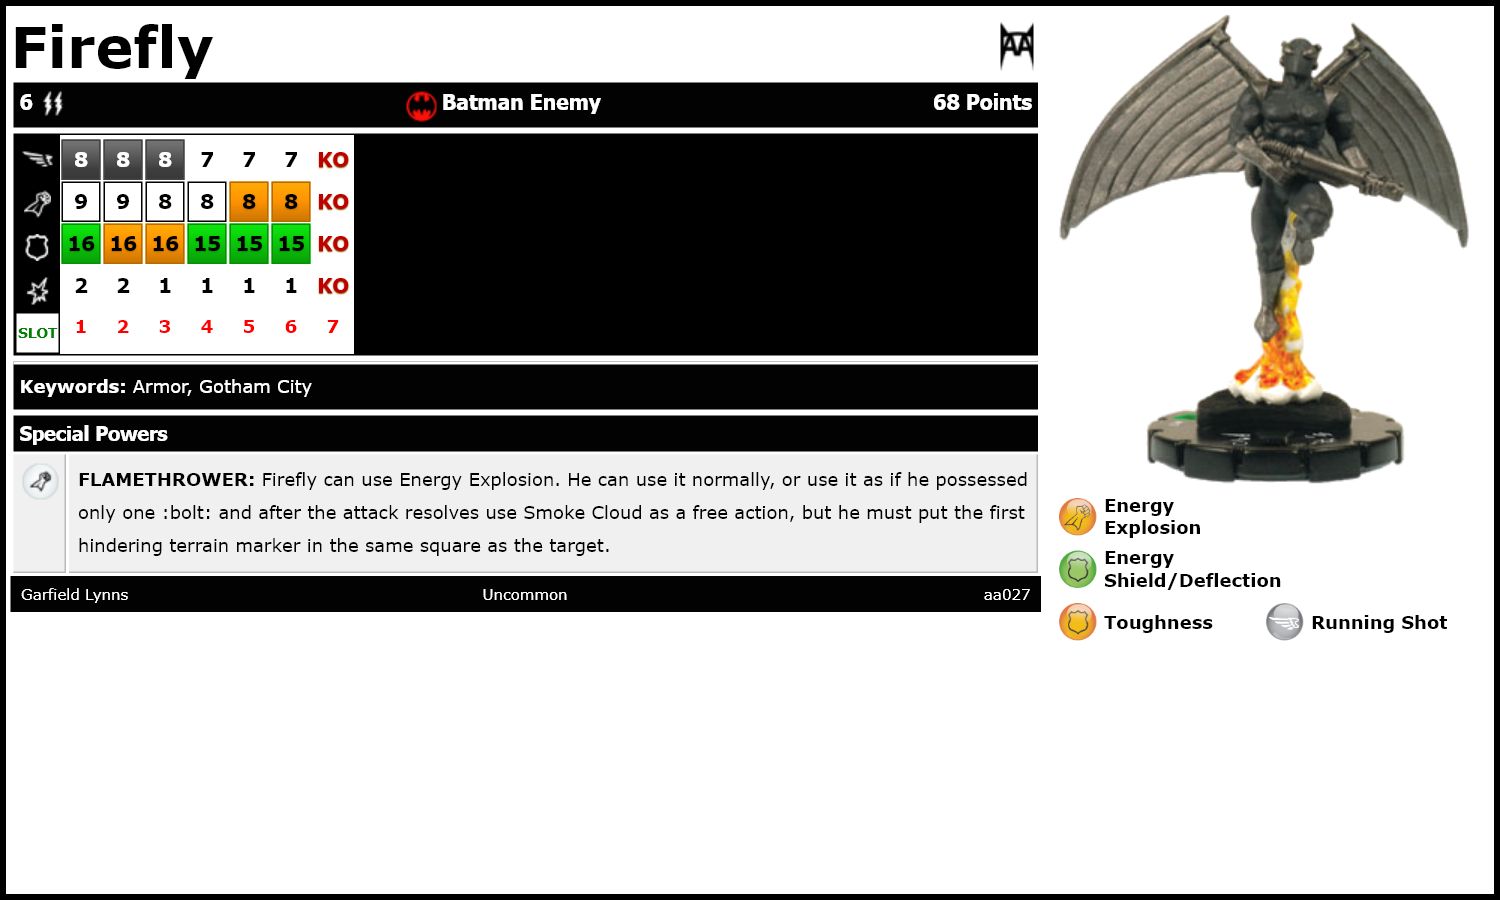 Firefly
6 Batman Enemy 68 Points
8 8 8 7 7 7 KO
9 9 8 8 8 8 KO
16 16 16 15 15 15 KO
2 2 1 1 1 1 KO
SLOT 1 2 3 4 5 6 7
Keywords: Armor, Gotham City
Special Powers
FLAMETHROWER: Firefly can use Energy Explosion. He can use it normally, or use it as if he possessed
only one :bolt: and after the attack resolves use Smoke Cloud as a free action, but he must put the first
hindering terrain marker in the same square as the target.
Garfield Lynns Uncommon aa027
Energy
Explosion
Energy
Shield/Deflection
Toughness Running Shot